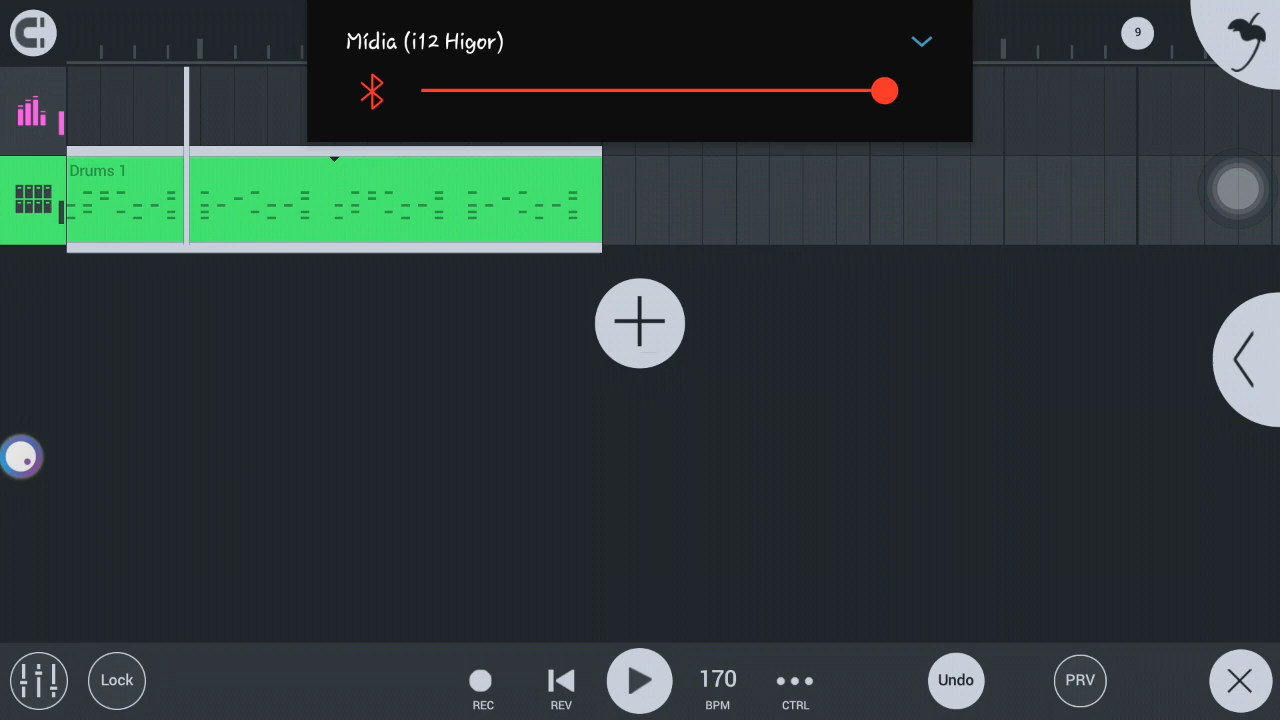 Mídia (i12 Higor)
9
Drums 1
Lock
REC
REV
170
BPM
CTRL
Undo
PRV